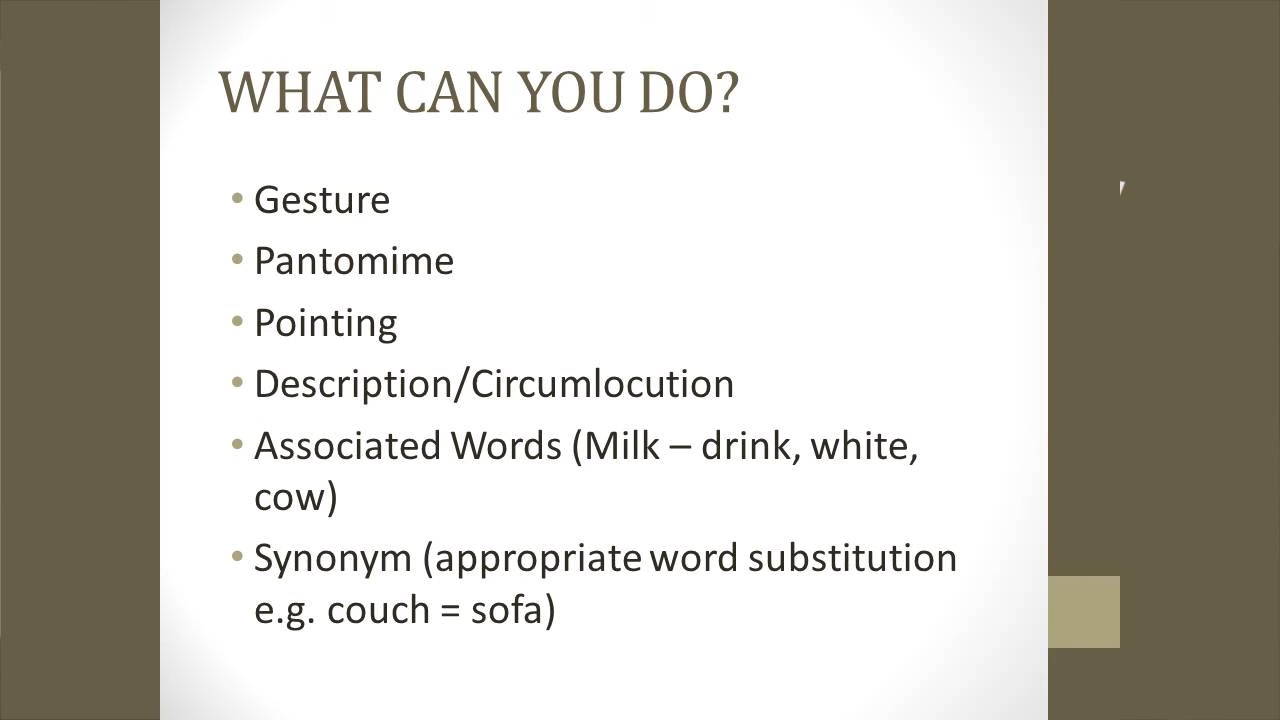 WHAT CAN YOU DO?
• Gesture
• Pantomime
• Pointing
• Description/Circumlocution
• Associated Words (Milk – drink, white,
cow)
• Synonym (appropriate word substitution
e.g. couch = sofa)